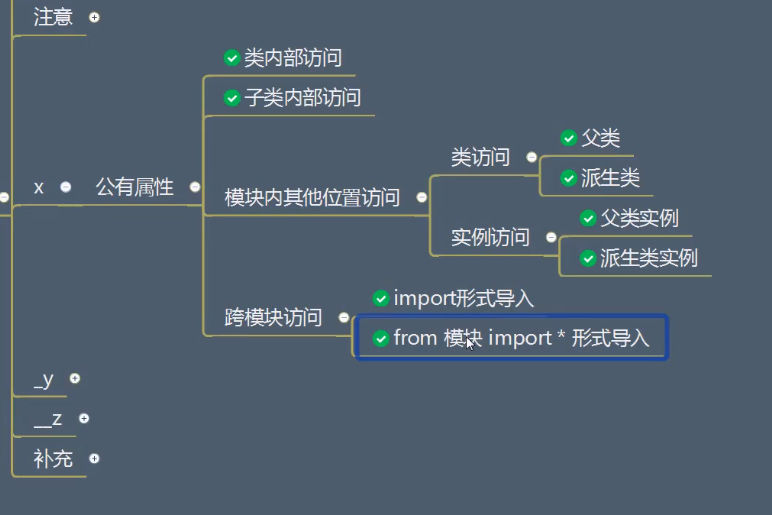 注意
类内部访问
子类内部访问
x
公有属性
模块内其他位置访问
类访问
父类
派生类
实例访问
父类实例
派生类实例
跨模块访问
import形式导入
from 模块 import * 形式导入
_y
__z
补充